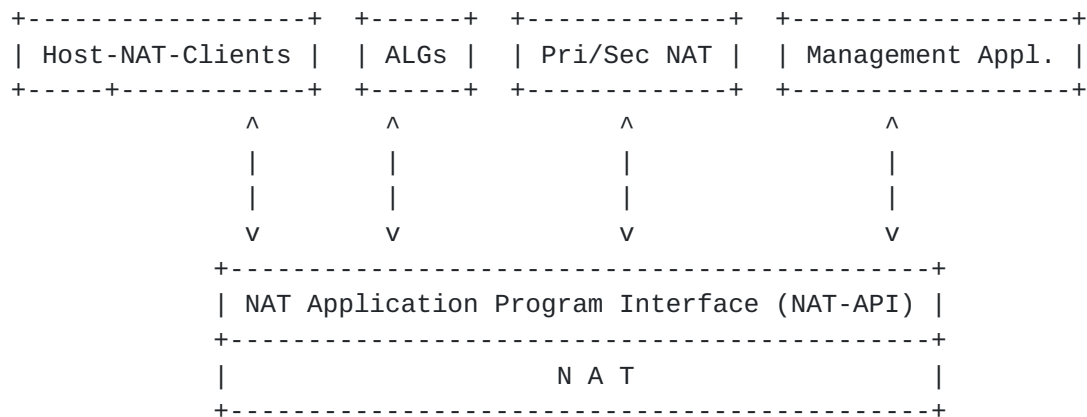 +------------------+  +------+  +--------------+  +------------------+
| Host-NAT-Clients |  | ALGs |  | Pri/Sec NAT |  | Management Appl. |
+-----+------------+  +------+  +-------------+  +------------------+
^        ^              ^                ^
|        |              |                |
|        |              |                |
v        v              v                v
+---------------------------------------------+
| NAT Application Program Interface (NAT-API) |
+---------------------------------------------+
|                     N A T                   |
+---------------------------------------------+